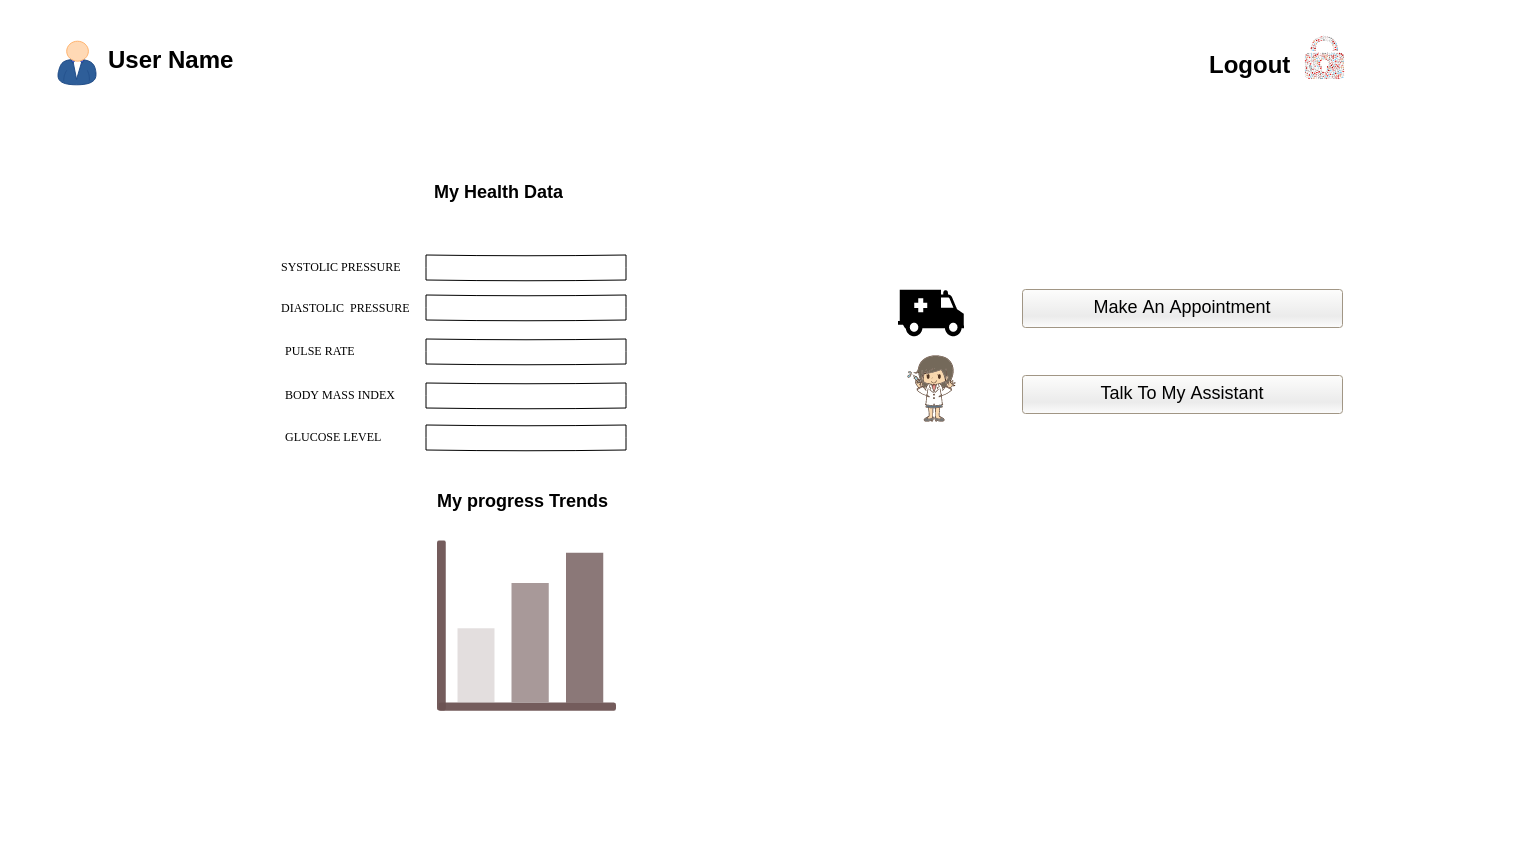 User Name
Logout
My Health Data
SYSTOLIC PRESSURE
DIASTOLIC  PRESSURE
PULSE RATE
BODY MASS INDEX
GLUCOSE LEVEL
Make An Appointment
Talk To My Assistant
My progress Trends